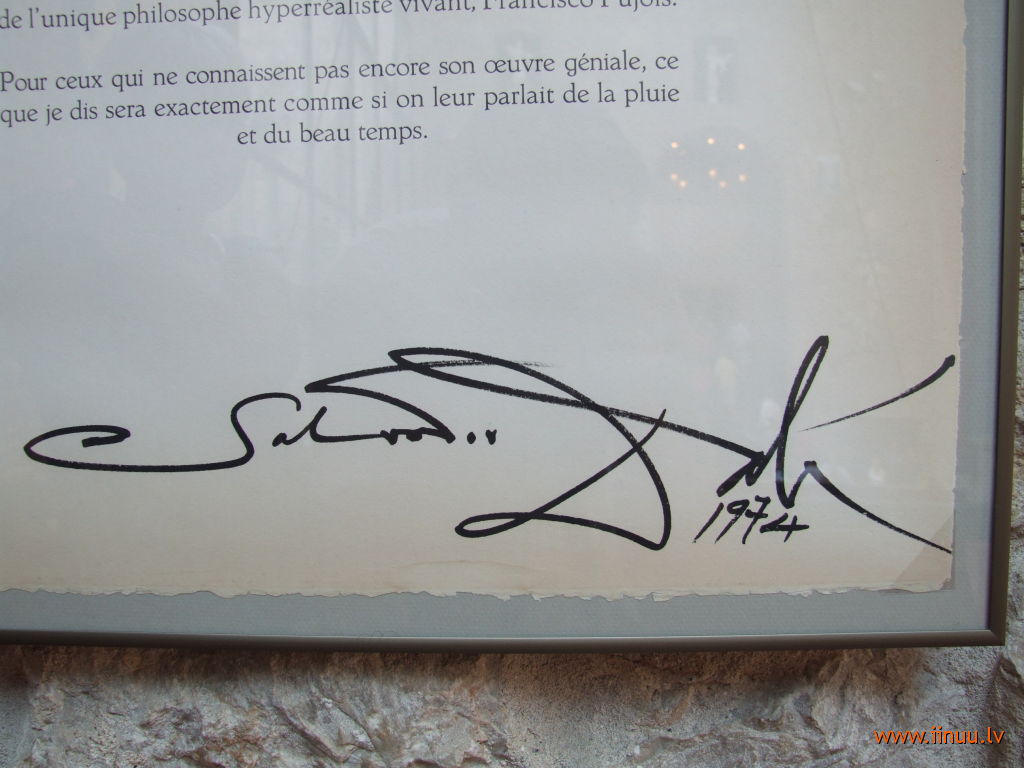 de l'unique philosophe hyperréaliste vivant, Francisco Pujols.
Pour ceux qui ne connaissent pas encore son œuvre géniale, ce
que je dis sera exactement comme si on leur parlait de la pluie
et du beau temps.
Salvador Dalí
1974
www.iinuu.lv